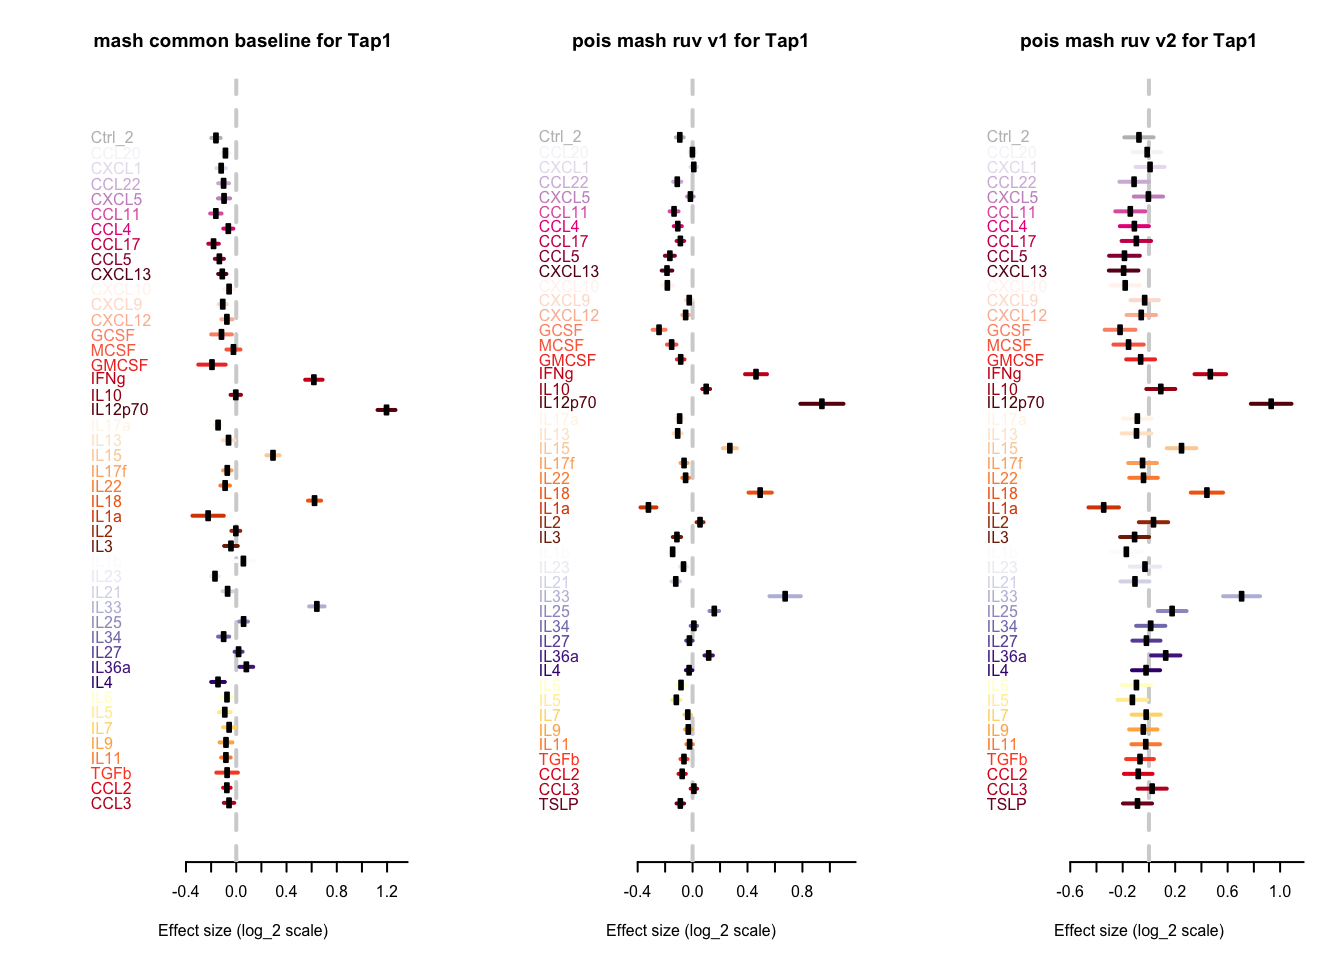 mash common baseline for Tap1
Ctrl_2
CCL20
CXCL1
CCL22
CXCL5
CCL11
CCL4
CCL17
CCL5
CXCL13
CXCL10
CXCL9
CXCL12
GCSF
MCSF
GMCSF
IFNg
IL10
IL12p70
IL17a
IL13
IL15
IL17f
IL22
IL18
IL1a
IL2
IL3
IL23
IL21
IL33
IL25
IL34
IL27
IL36a
IL4
IL5
IL7
IL9
IL11
TGFb
CCL2
CCL3
-0.4 0.0 0.4 0.8 1.2
Effect size (log_2 scale)
pois mash ruv v1 for Tap1
Ctrl_2
CCL20
CXCL1
CCL22
CXCL5
CCL11
CCL4
CCL17
CCL5
CXCL13
CXCL10
CXCL9
CXCL12
GCSF
MCSF
GMCSF
IFNg
IL10
IL12p70
IL17a
IL13
IL15
IL17f
IL22
IL18
IL1a
IL2
IL3
IL23
IL21
IL33
IL25
IL34
IL27
IL36a
IL4
IL5
IL7
IL9
IL11
TGFb
CCL2
CCL3
TSLP
-0.4 0.0 0.4 0.8
Effect size (log_2 scale)
pois mash ruv v2 for Tap1
Ctrl_2
CCL20
CXCL1
CCL22
CXCL5
CCL11
CCL4
CCL17
CCL5
CXCL13
CXCL10
CXCL9
CXCL12
GCSF
MCSF
GMCSF
IFNg
IL10
IL12p70
IL17a
IL13
IL15
IL17f
IL22
IL18
IL1a
IL2
IL3
IL23
IL21
IL33
IL25
IL34
IL27
IL36a
IL4
IL5
IL7
IL9
IL11
TGFb
CCL2
CCL3
TSLP
-0.6 -0.2 0.2 0.6 1.0
Effect size (log_2 scale)